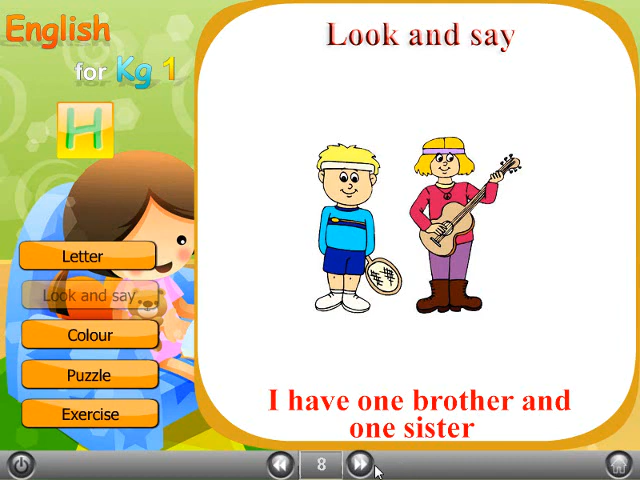 English
for Kg 1
H
Letter
Look and say
Colour
Puzzle
Exercise
Look and say
I have one brother and
one sister
8